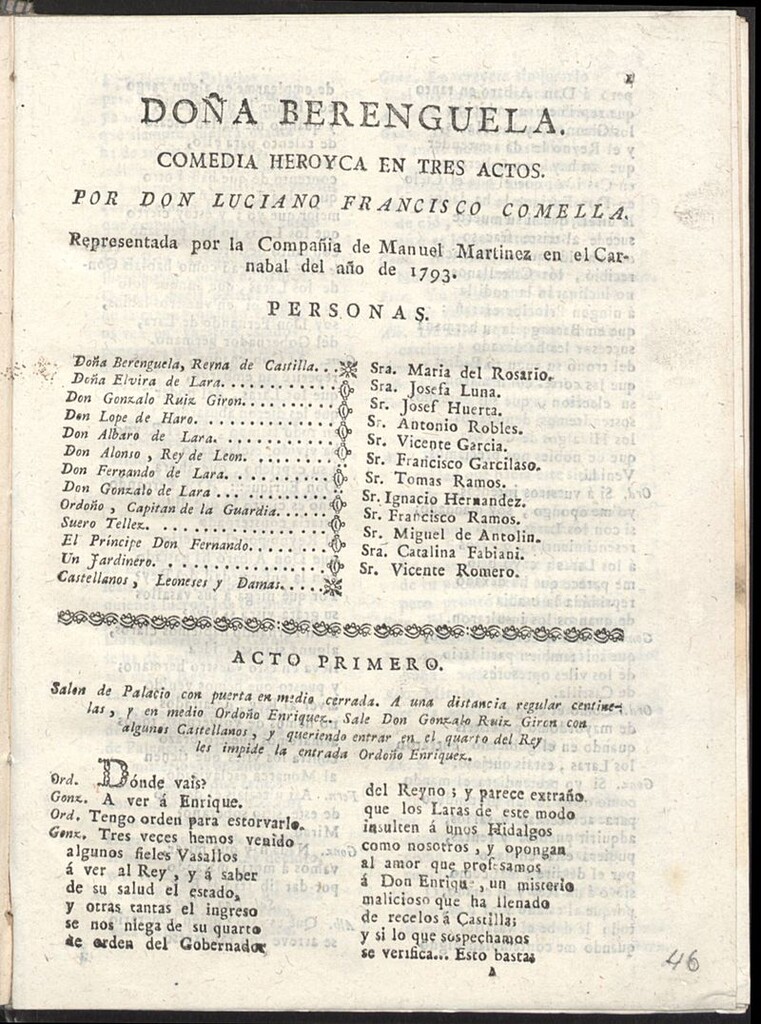 1
DOÑA BERENGUELA.
COMEDIA HEROYCA EN TRES ACTOS.
POR DON LUCIANO FRANCISCO COMELLA.
Representada por la Compañia de Manuel Martinez en el Car-
nabal del año de 1793.
PERSONAS.
Doña Berenguela, Reyna de Castilla... Sra. Maria del Rosario.
Doña Elvira de Lara........... Sra. Josefa Luna.
Don Gonzalo Ruiz Giron......... Sr. Josef Huerta.
Don Lope de Haro............. Sr. Antonio Robles.
Don Albaro de Lara........... Sr. Vicente Garcia.
Don Alonso, Rey de Leon........ Sr. Francisco Garcilaso.
Don Fernando de Lara.......... Sr. Tomas Ramos.
Don Gonzalo de Lara........... Sr. Ignacio Hernandez.
Ordoño, Capitan de la Guardia...... Sr. Francisco Ramos.
Suero Tellez................ Sr. Miguel de Antolin.
El Príncipe Don Fernando........ Sra. Catalina Fabiani.
Un Jardinero................ Sr. Vicente Romero.
Castellanos, Leoneses y Damas.....
ACTO PRIMERO.
Salon de Palacio con puerta en medio cerrada. A una distancia regular centine-
las, y en medio Ordoño Enriquez. Sale Don Gonzalo Ruiz Giron con
algunos Castellanos, y queriendo entrar en el quarto del Rey
les impide la entrada Ordoño Enriquez.
Ord. Dónde vais?
Gonz. A ver á Enrique.
Ord. Tengo orden para estorvarlo.
Gonz. Tres veces hemos venido
algunos fieles Vasallos
á ver al Rey, y á saber
de su salud el estado,
y otras tantas el ingreso
se nos niega de su quarto
de orden del Gobernador
del Reyno; y parece extraño
que los Laras de este modo
insulten á unos Hidalgos
como nosotros, y opongan
al amor que profesamos
á Don Enrique, un misterio
malicioso que ha llenado
de recelos á Castilla;
y si lo que sospechamos
se verifica... Esto basta;
A
46